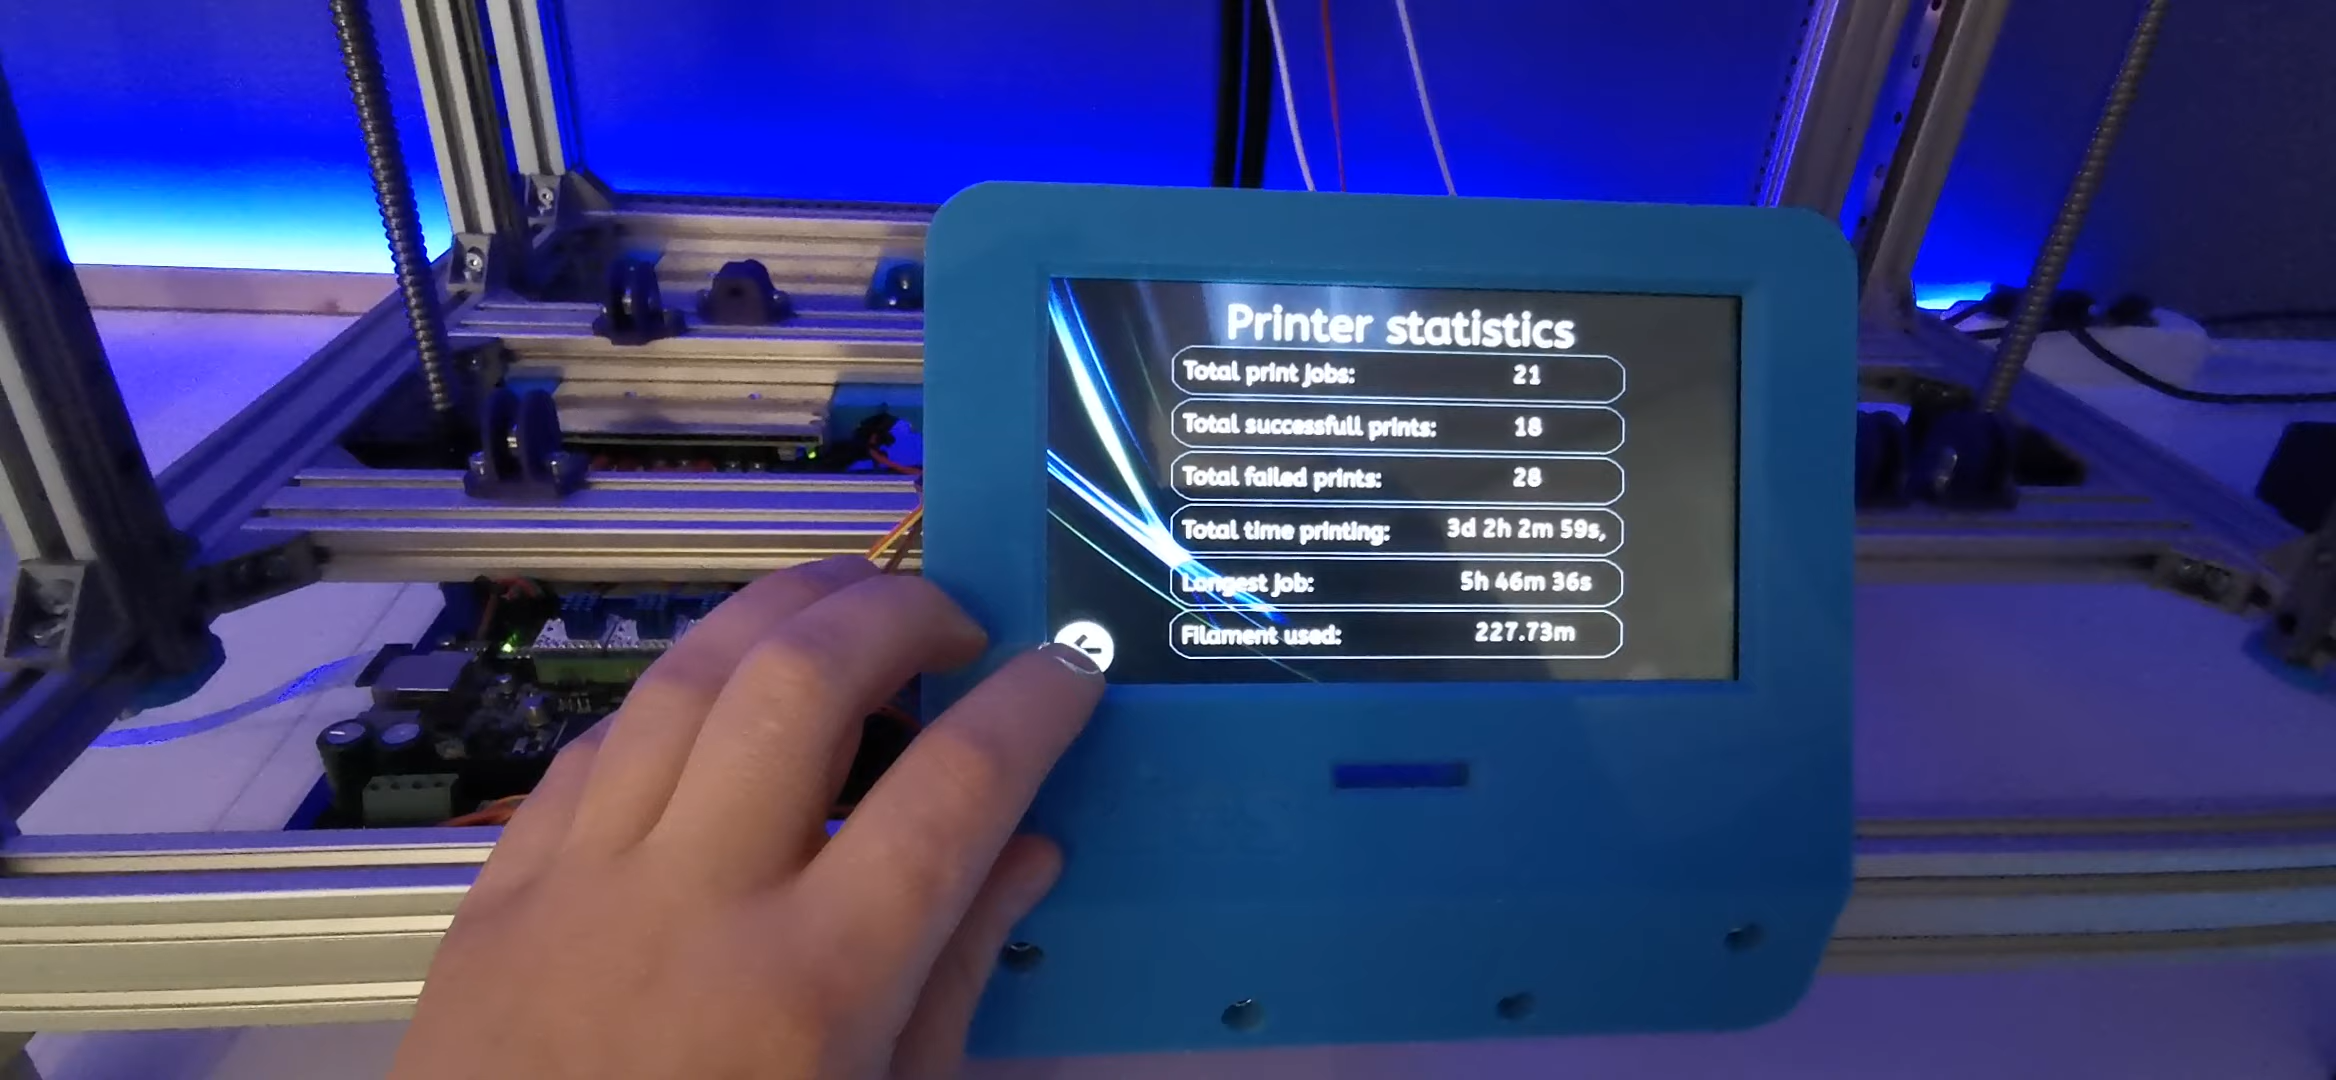 Printer statistics
Total print jobs: 21
Total successfull prints: 18
Total failed prints: 28
Total time printing: 3d 2h 2m 59s,
Longest job: 5h 46m 36s
Filament used: 227.73m